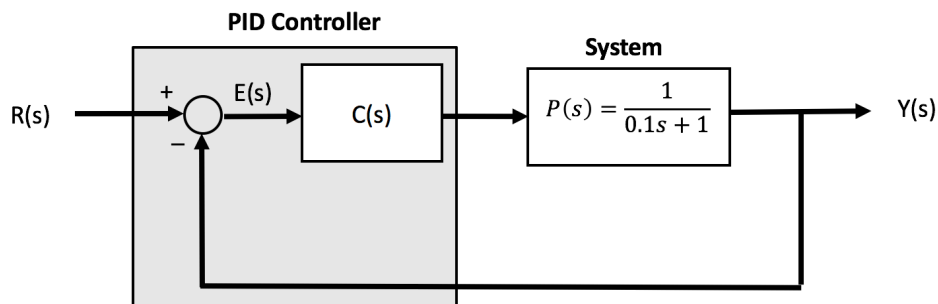 PID Controller
System
R(s)
+
E(s)
C(s)
P(s) = 1 / (0.1s + 1)
Y(s)
−